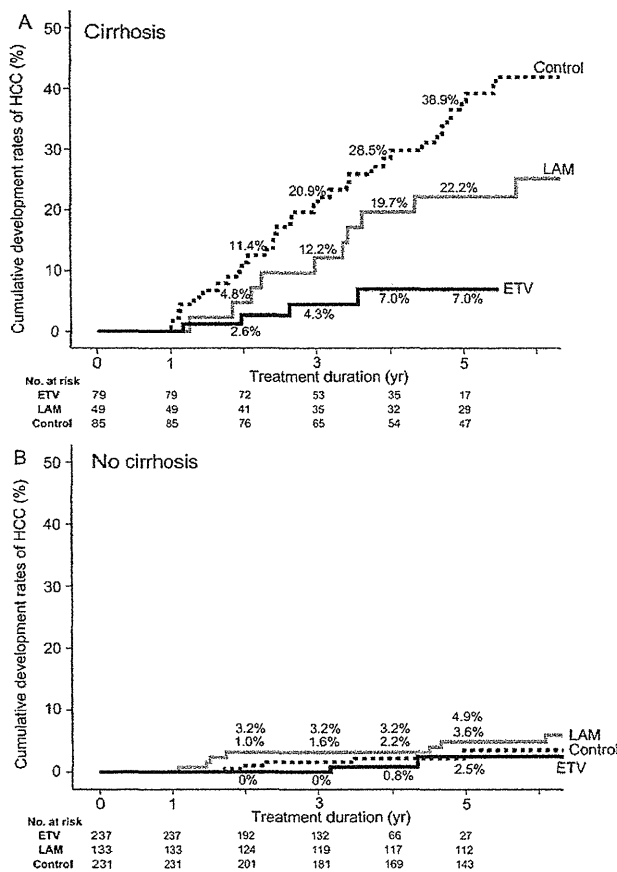 A
Cirrhosis
Cumulative development rates of HCC (%)
50
40
30
20
10
0
Control
38.9%
28.5%
20.9%
11.4%
LAM
22.2%
19.7%
12.2%
4.8%
ETV
7.0%
7.0%
4.3%
2.6%
0 1 3 5
Treatment duration (yr)
No. at risk
ETV 79 79 72 53 35 17
LAM 49 49 41 35 32 29
Control 85 85 76 65 54 47
B
No cirrhosis
Cumulative development rates of HCC (%)
50
40
30
20
10
0
3.2% 3.2% 3.2% 4.9%
1.0% 1.6% 2.2% 3.6%
LAM
Control
ETV
0% 0% 0.8% 2.5%
0 1 3 5
Treatment duration (yr)
No. at risk
ETV 237 237 192 132 66 27
LAM 133 133 124 119 117 112
Control 231 231 201 181 169 143